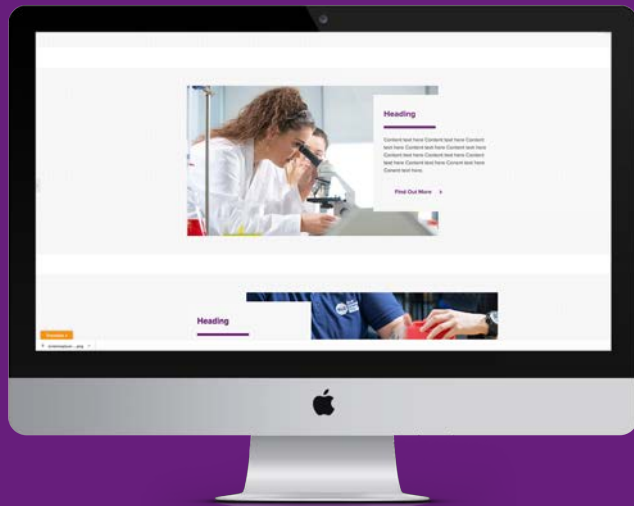 Heading
Content text here Content text here Content
text here Content text here Content text here
Content text here Content text here Content
text here Content text here Content text here
Content text here.
Find Out More
Heading